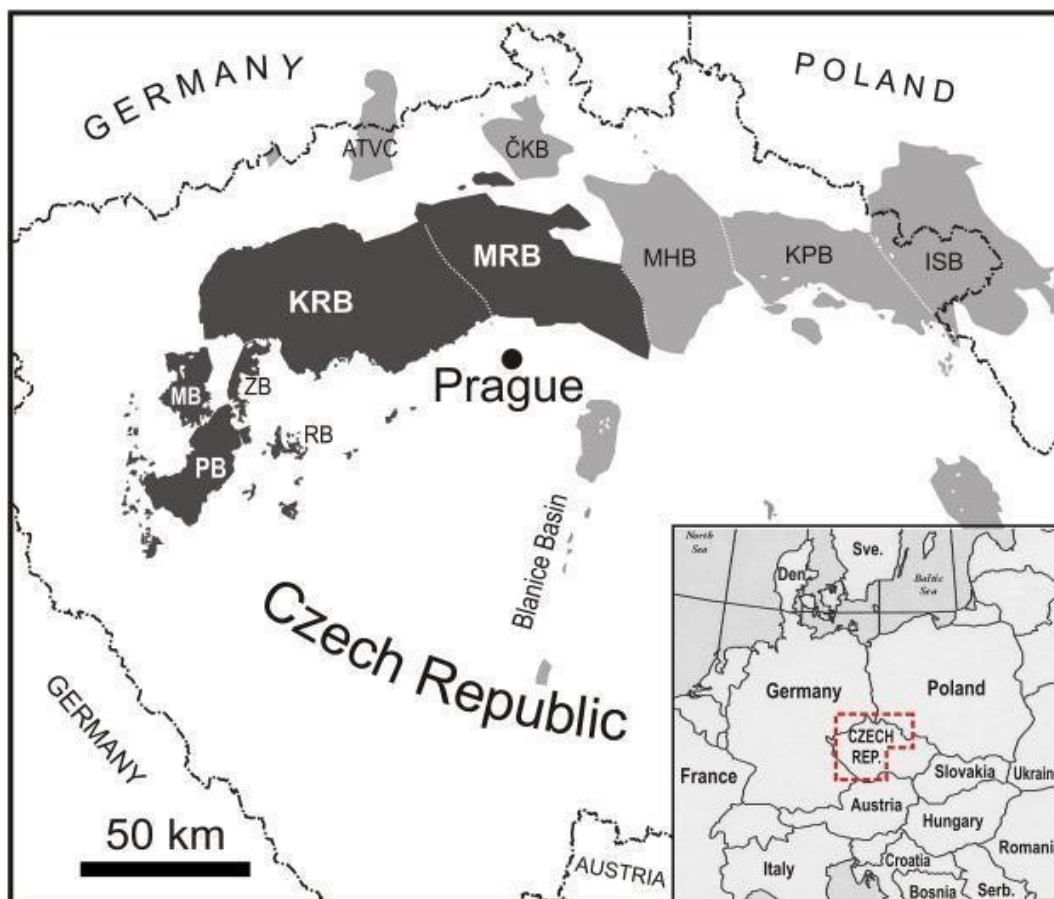 GERMANY
POLAND
ATVC
ČKB
MRB
MHB
KPB
ISB
KRB
Prague
MB
ZB
RB
PB
Blanice Basin
Czech Republic
GERMANY
50 km
AUSTRIA
North
Sea
Sve.
Den.
Baltic
Sea
Germany
Poland
CZECH
REP.
France
Slovakia
Ukrain
Austria
Hungary
Romania
Italy
Croatia
Bosnia
Serb.